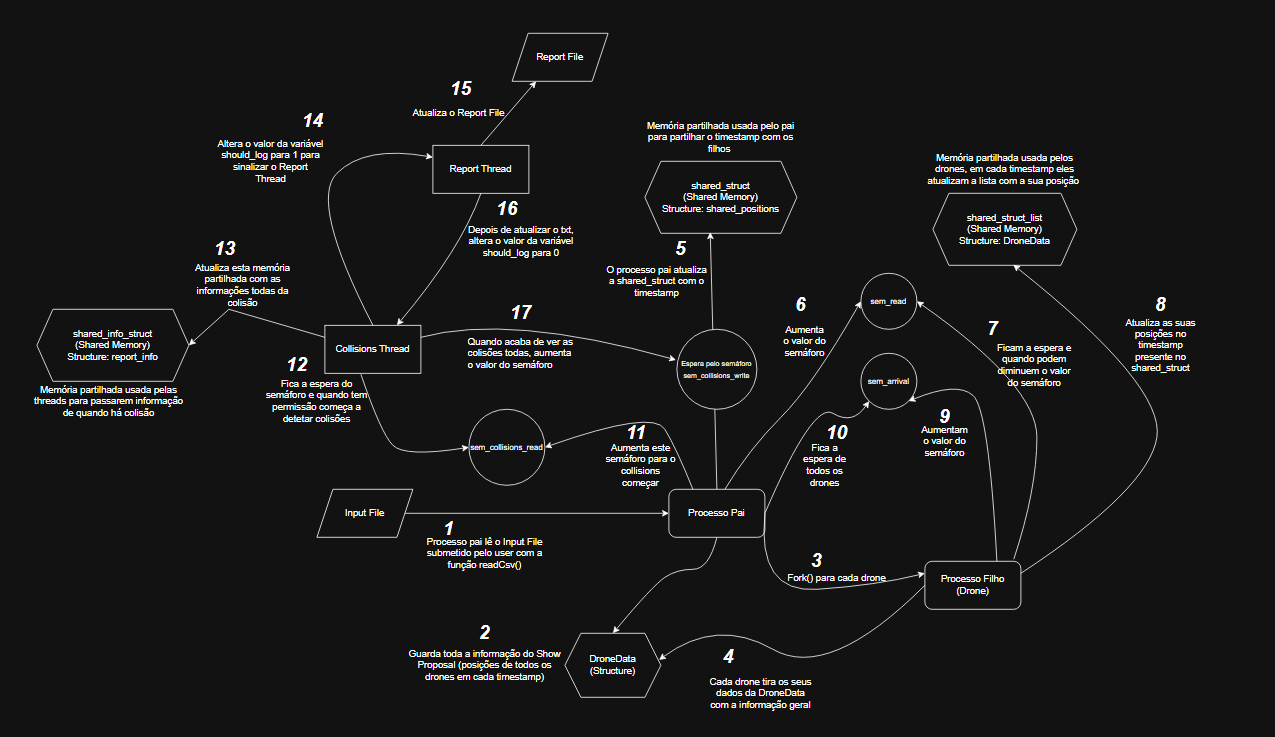 Report File
15
Atualiza o Report File
14
Altera o valor da variável
should_log para 1 para
sinalizar o Report
Thread
Report Thread
16
Depois de atualizar o txt,
altera o valor da variável
should_log para 0
Memória partilhada usada pelo pai
para partilhar o timestamp com os
filhos
shared_struct
(Shared Memory)
Structure: shared_positions
Memória partilhada usada pelos
drones, em cada timestamp eles
atualizam a lista com a sua posição
shared_struct_list
(Shared Memory)
Structure: DroneData
13
Atualiza esta memória
partilhada com as
informações todas da
colisão
5
O processo pai atualiza
a shared_struct com o
timestamp
shared_info_struct
(Shared Memory)
Structure: report_info
Memória partilhada usada pelas
threads para passarem informação
de quando há colisão
Collisions Thread
17
Quando acaba de ver as
colisões todas, aumenta
o valor do semáforo
Espera pelo semáforo
sem_collisions_write
6
Aumenta
o valor do
semáforo
sem_read
7
Ficam a espera e
quando podem
diminuem o valor
do semáforo
8
Atualiza as suas
posições no
timestamp
presente no
shared_struct
12
Fica a espera do
semáforo e quando tem
permissão começa a
detetar colisões
sem_collisions_read
11
Aumenta este
semáforo para o
collisions
começar
sem_arrival
10
Fica a
espera de
todos os
drones
9
Aumentam
o valor do
semáforo
Input File
1
Processo pai lê o Input File
submetido pelo user com a
função readCsv()
Processo Pai
3
Fork() para cada drone
Processo Filho
(Drone)
2
Guarda toda a informação do Show
Proposal (posições de todos os
drones em cada timestamp)
DroneData
(Structure)
4
Cada drone tira os seus
dados da DroneData
com a informação geral